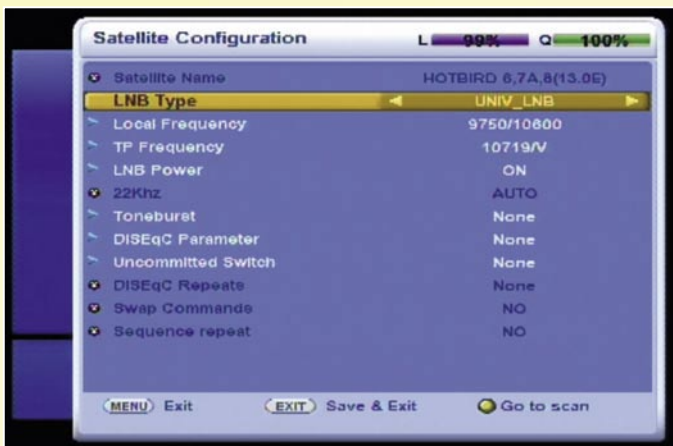 Satellite Configuration L 99% Q 100%
Satellite Name HOTBIRD 6,7A,8(13.0E)
LNB Type UNIV_LNB
Local Frequency 9750/10600
TP Frequency 10719/V
LNB Power ON
22Khz AUTO
Toneburst None
DiSEqC Parameter None
Uncommitted Switch None
DiSEqC Repeats None
Swap Commands NO
Sequence repeat NO
MENU Exit EXIT Save & Exit Go to scan